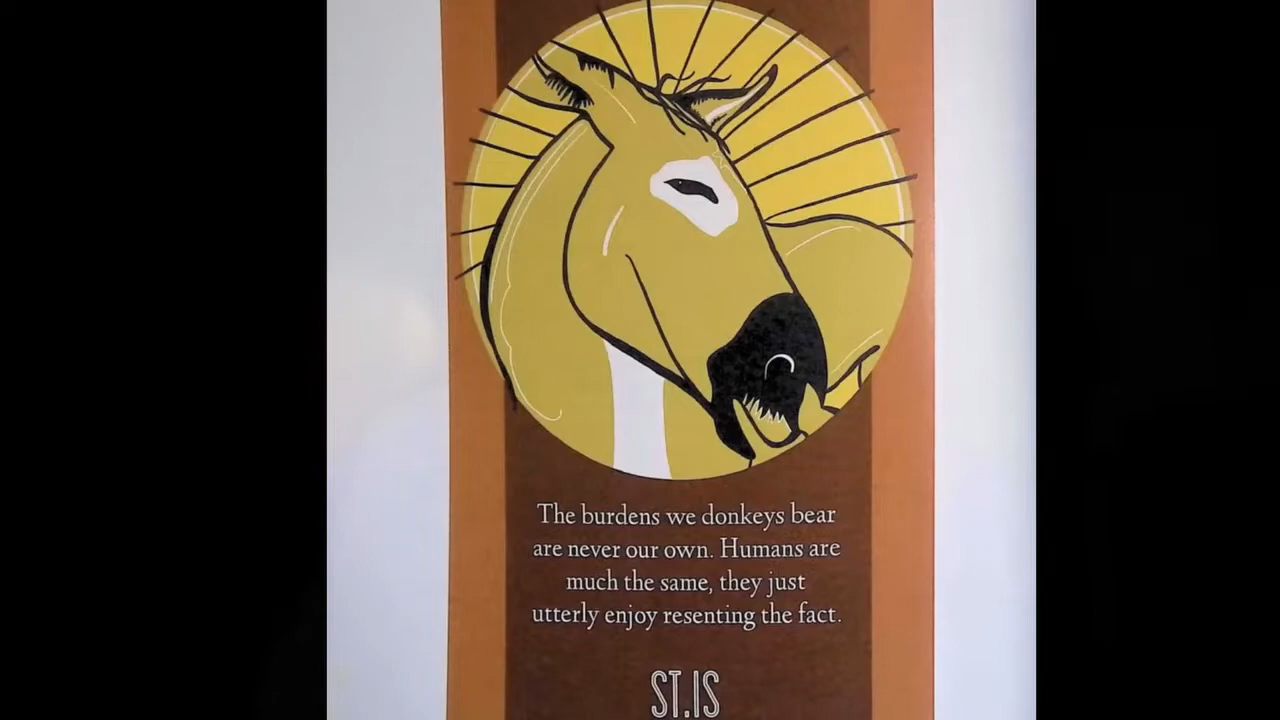 The burdens we donkeys bear
are never our own. Humans are
much the same, they just
utterly enjoy resenting the fact.
ST.IS